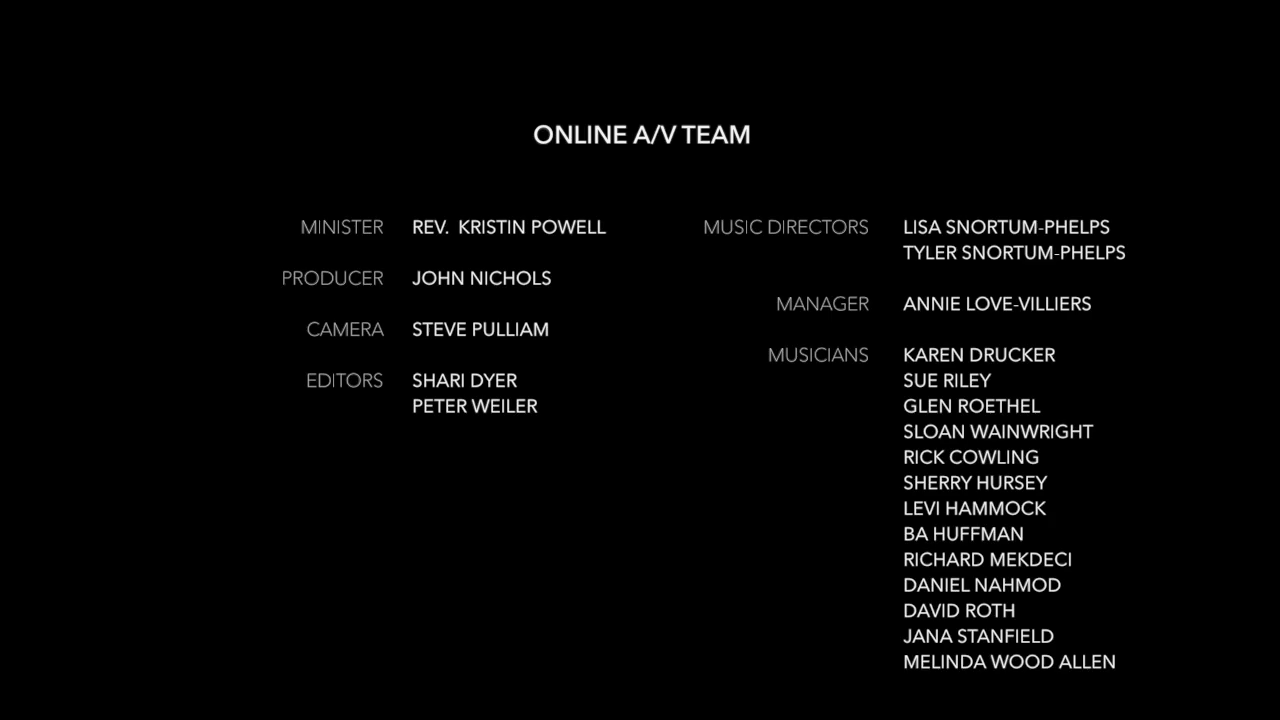 ONLINE A/V TEAM
MINISTER REV. KRISTIN POWELL
PRODUCER JOHN NICHOLS
CAMERA STEVE PULLIAM
EDITORS SHARI DYER
PETER WEILER
MUSIC DIRECTORS LISA SNORTUM-PHELPS
TYLER SNORTUM-PHELPS
MANAGER ANNIE LOVE-VILLIERS
MUSICIANS KAREN DRUCKER
SUE RILEY
GLEN ROETHEL
SLOAN WAINWRIGHT
RICK COWLING
SHERRY HURSEY
LEVI HAMMOCK
BA HUFFMAN
RICHARD MEKDECI
DANIEL NAHMOD
DAVID ROTH
JANA STANFIELD
MELINDA WOOD ALLEN